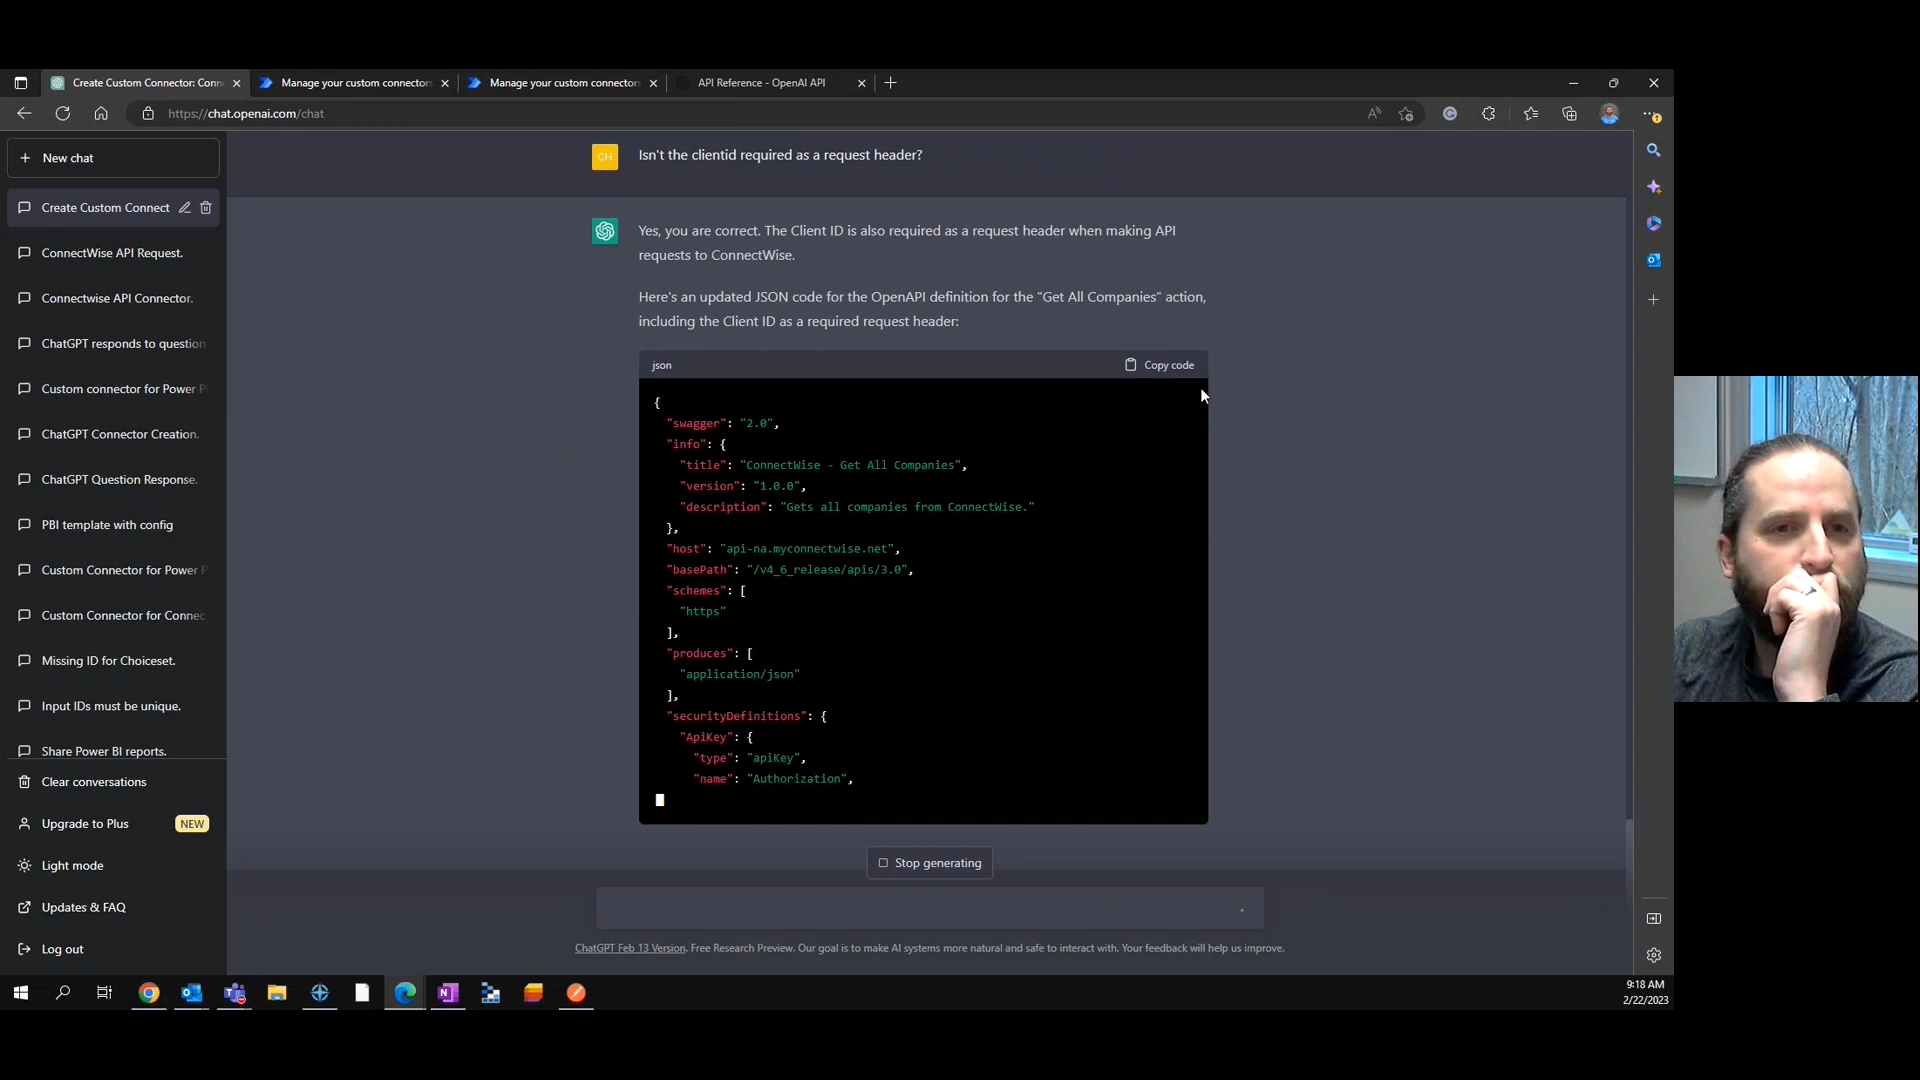 Create Custom Connector: Conn
Manage your custom connectors
Manage your custom connectors
API Reference - OpenAI API
https://chat.openai.com/chat
New chat
Create Custom Connect
ConnectWise API Request.
Connectwise API Connector.
ChatGPT responds to question
Custom connector for Power P
ChatGPT Connector Creation.
ChatGPT Question Response.
PBI template with config
Custom Connector for Power P
Custom Connector for Connec
Missing ID for Choiceset.
Input IDs must be unique.
Share Power BI reports.
Clear conversations
Upgrade to Plus NEW
Light mode
Updates & FAQ
Log out
CH
Isn't the clientid required as a request header?
Yes, you are correct. The Client ID is also required as a request header when making API
requests to ConnectWise.
Here's an updated JSON code for the OpenAPI definition for the "Get All Companies" action,
including the Client ID as a required request header:
json Copy code
{
"swagger": "2.0",
"info": {
"title": "ConnectWise - Get All Companies",
"version": "1.0.0",
"description": "Gets all companies from ConnectWise."
},
"host": "api-na.myconnectwise.net",
"basePath": "/v4_6_release/apis/3.0",
"schemes": [
"https"
],
"produces": [
"application/json"
],
"securityDefinitions": {
"ApiKey": {
"type": "apiKey",
"name": "Authorization",
Stop generating
ChatGPT Feb 13 Version. Free Research Preview. Our goal is to make AI systems more natural and safe to interact with. Your feedback will help us improve.
9:18 AM
2/22/2023